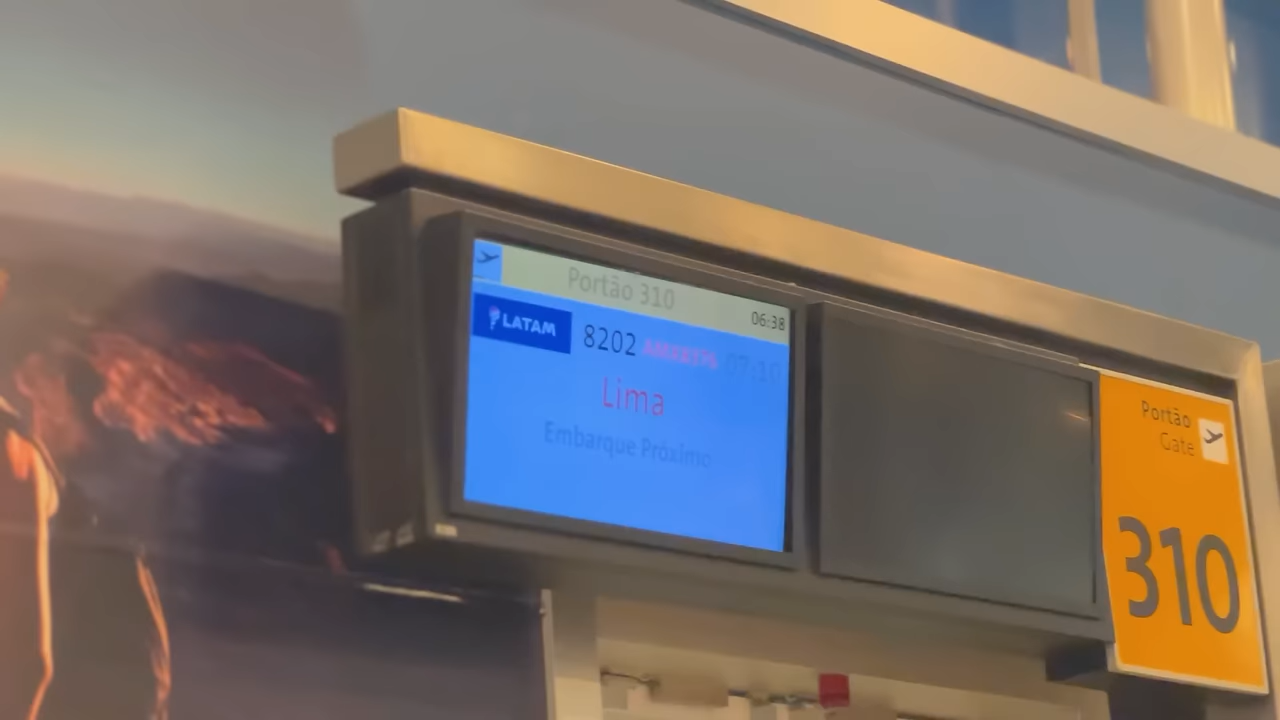 Portão 310
06:38
LATAM 8202 07:10
Lima
Embarque Próximo
Portão
Gate
310